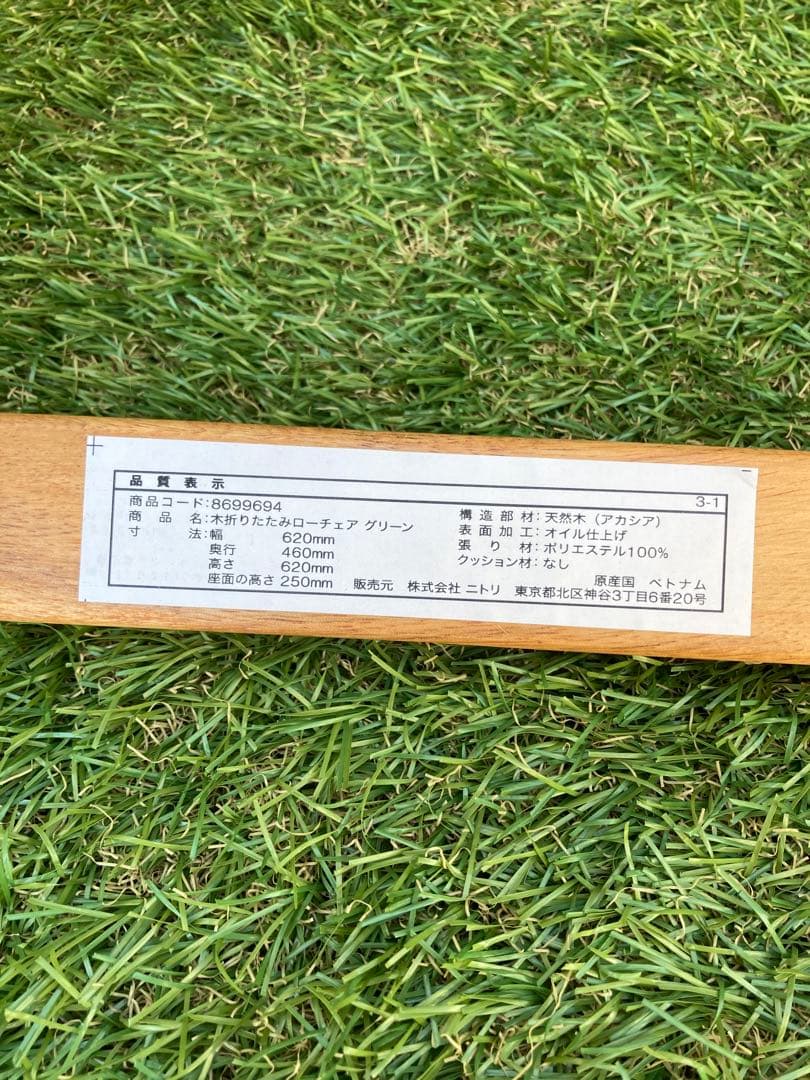 品質表示
3-1
商品コード:8699694
商品名:木折りたたみローチェア グリーン
寸法:幅 620mm
奥行 460mm
高さ 620mm
座面の高さ 250mm
構造部材:天然木(アカシア)
表面加工:オイル仕上げ
張り材:ポリエステル100%
クッション材:なし
原産国 ベトナム
販売元 株式会社 ニトリ 東京都北区神谷3丁目6番20号